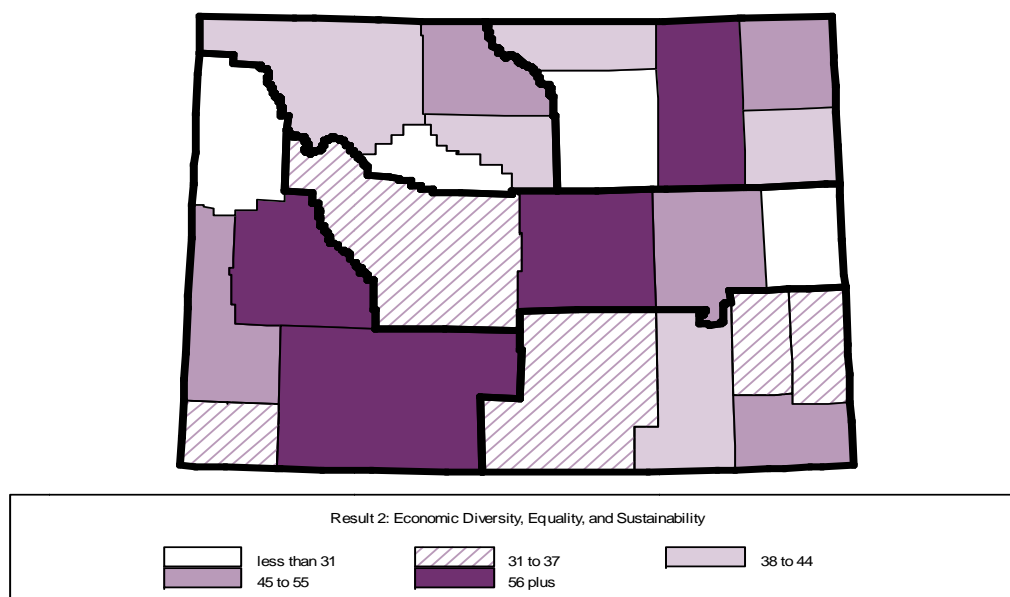 Result 2: Economic Diversity, Equality, and Sustainability
less than 31 31 to 37 38 to 44
45 to 55 56 plus